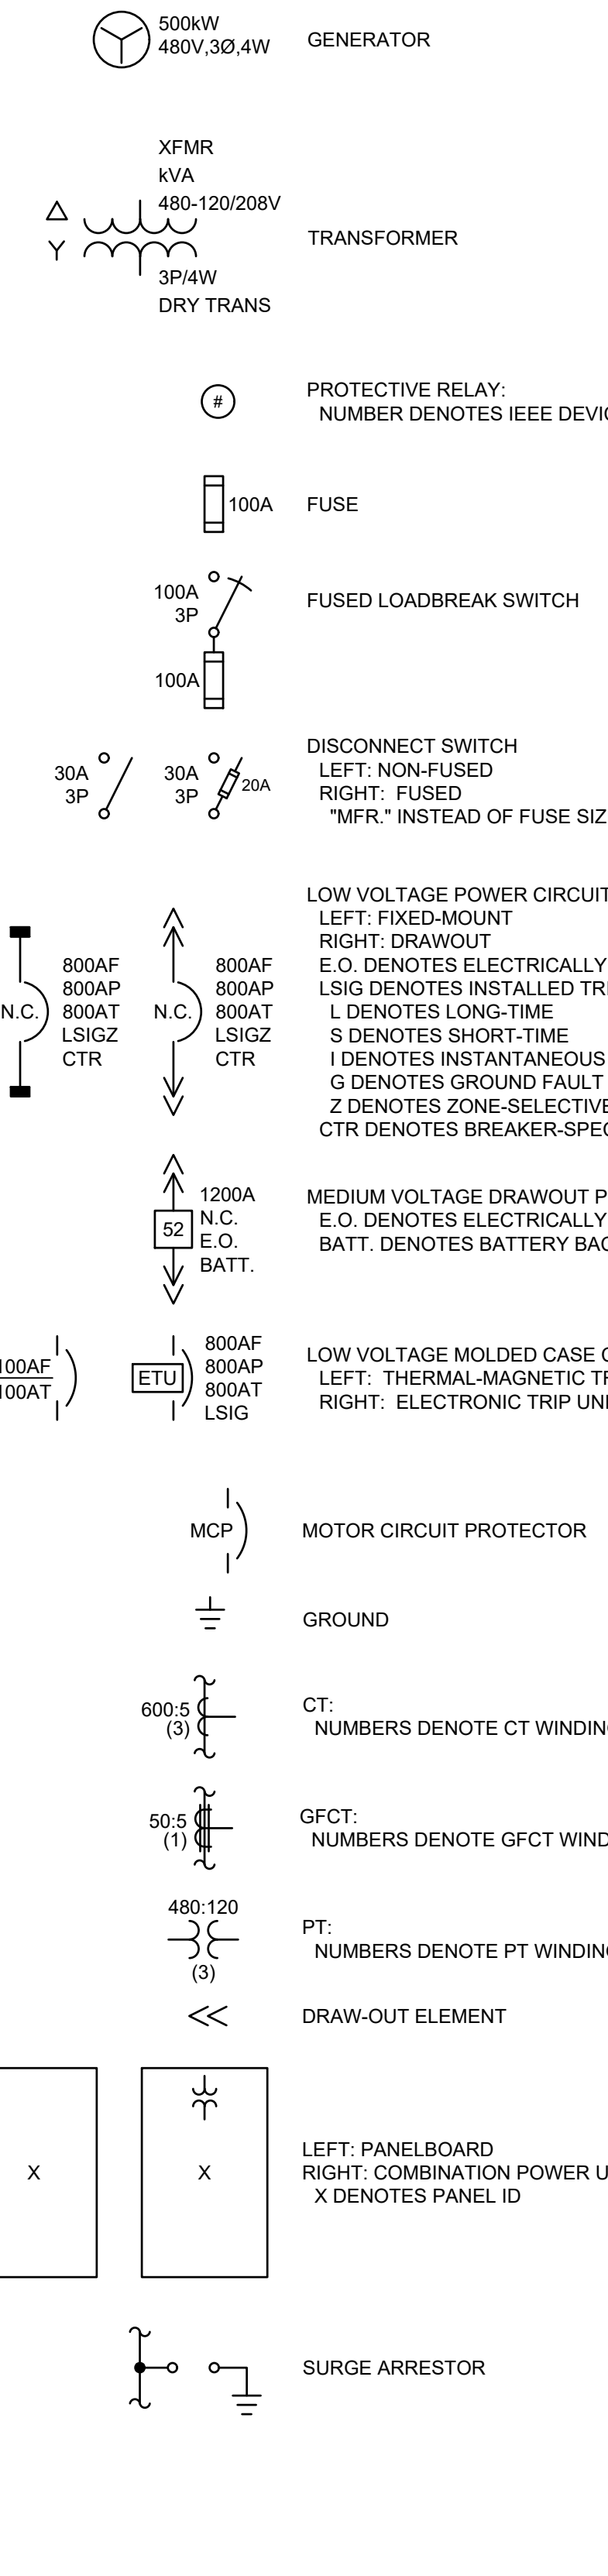 500kW
480V,3Ø,4W
GENERATOR
XFMR
kVA
480-120/208V
TRANSFORMER
3P/4W
DRY TRANS
#
PROTECTIVE RELAY:
NUMBER DENOTES IEEE DEVIC
100A
FUSE
100A
3P
100A
FUSED LOADBREAK SWITCH
30A
3P
30A
3P
20A
DISCONNECT SWITCH
LEFT: NON-FUSED
RIGHT: FUSED
"MFR." INSTEAD OF FUSE SIZ
N.C.
800AF
800AP
800AT
LSIGZ
CTR
N.C.
800AF
800AP
800AT
LSIGZ
CTR
LOW VOLTAGE POWER CIRCUIT
LEFT: FIXED-MOUNT
RIGHT: DRAWOUT
E.O. DENOTES ELECTRICALLY
LSIG DENOTES INSTALLED TRI
L DENOTES LONG-TIME
S DENOTES SHORT-TIME
I DENOTES INSTANTANEOUS
G DENOTES GROUND FAULT
Z DENOTES ZONE-SELECTIVE
CTR DENOTES BREAKER-SPEC
52
1200A
N.C.
E.O.
BATT.
MEDIUM VOLTAGE DRAWOUT P
E.O. DENOTES ELECTRICALLY
BATT. DENOTES BATTERY BAC
100AF
100AT
ETU
800AF
800AP
800AT
LSIG
LOW VOLTAGE MOLDED CASE C
LEFT: THERMAL-MAGNETIC TR
RIGHT: ELECTRONIC TRIP UNI
MCP
MOTOR CIRCUIT PROTECTOR
GROUND
600:5
(3)
CT:
NUMBERS DENOTE CT WINDING
50:5
(1)
GFCT:
NUMBERS DENOTE GFCT WIND
480:120
(3)
PT:
NUMBERS DENOTE PT WINDING
DRAW-OUT ELEMENT
X
X
LEFT: PANELBOARD
RIGHT: COMBINATION POWER U
X DENOTES PANEL ID
SURGE ARRESTOR